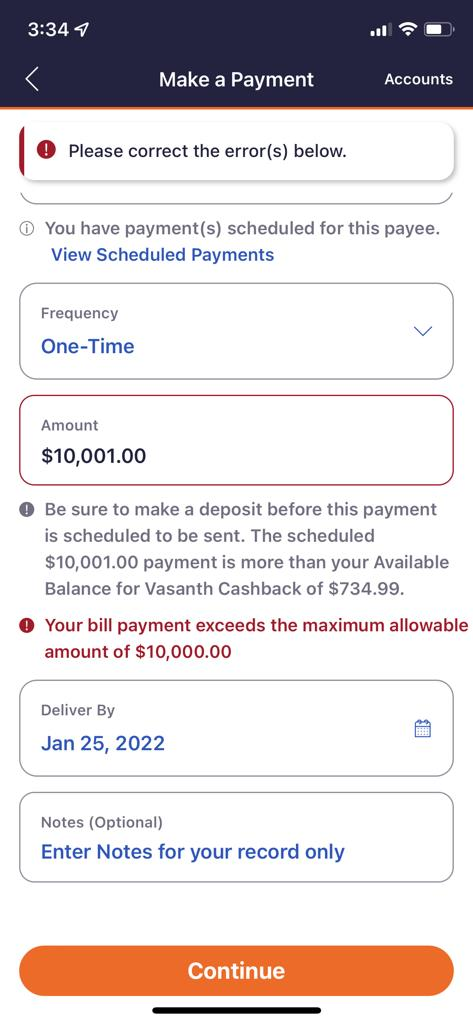 3:34
Make a Payment
Accounts
Please correct the error(s) below.
You have payment(s) scheduled for this payee.
View Scheduled Payments
Frequency
One-Time
Amount
$10,001.00
Be sure to make a deposit before this payment
is scheduled to be sent. The scheduled
$10,001.00 payment is more than your Available
Balance for Vasanth Cashback of $734.99.
Your bill payment exceeds the maximum allowable
amount of $10,000.00
Deliver By
Jan 25, 2022
Notes (Optional)
Enter Notes for your record only
Continue